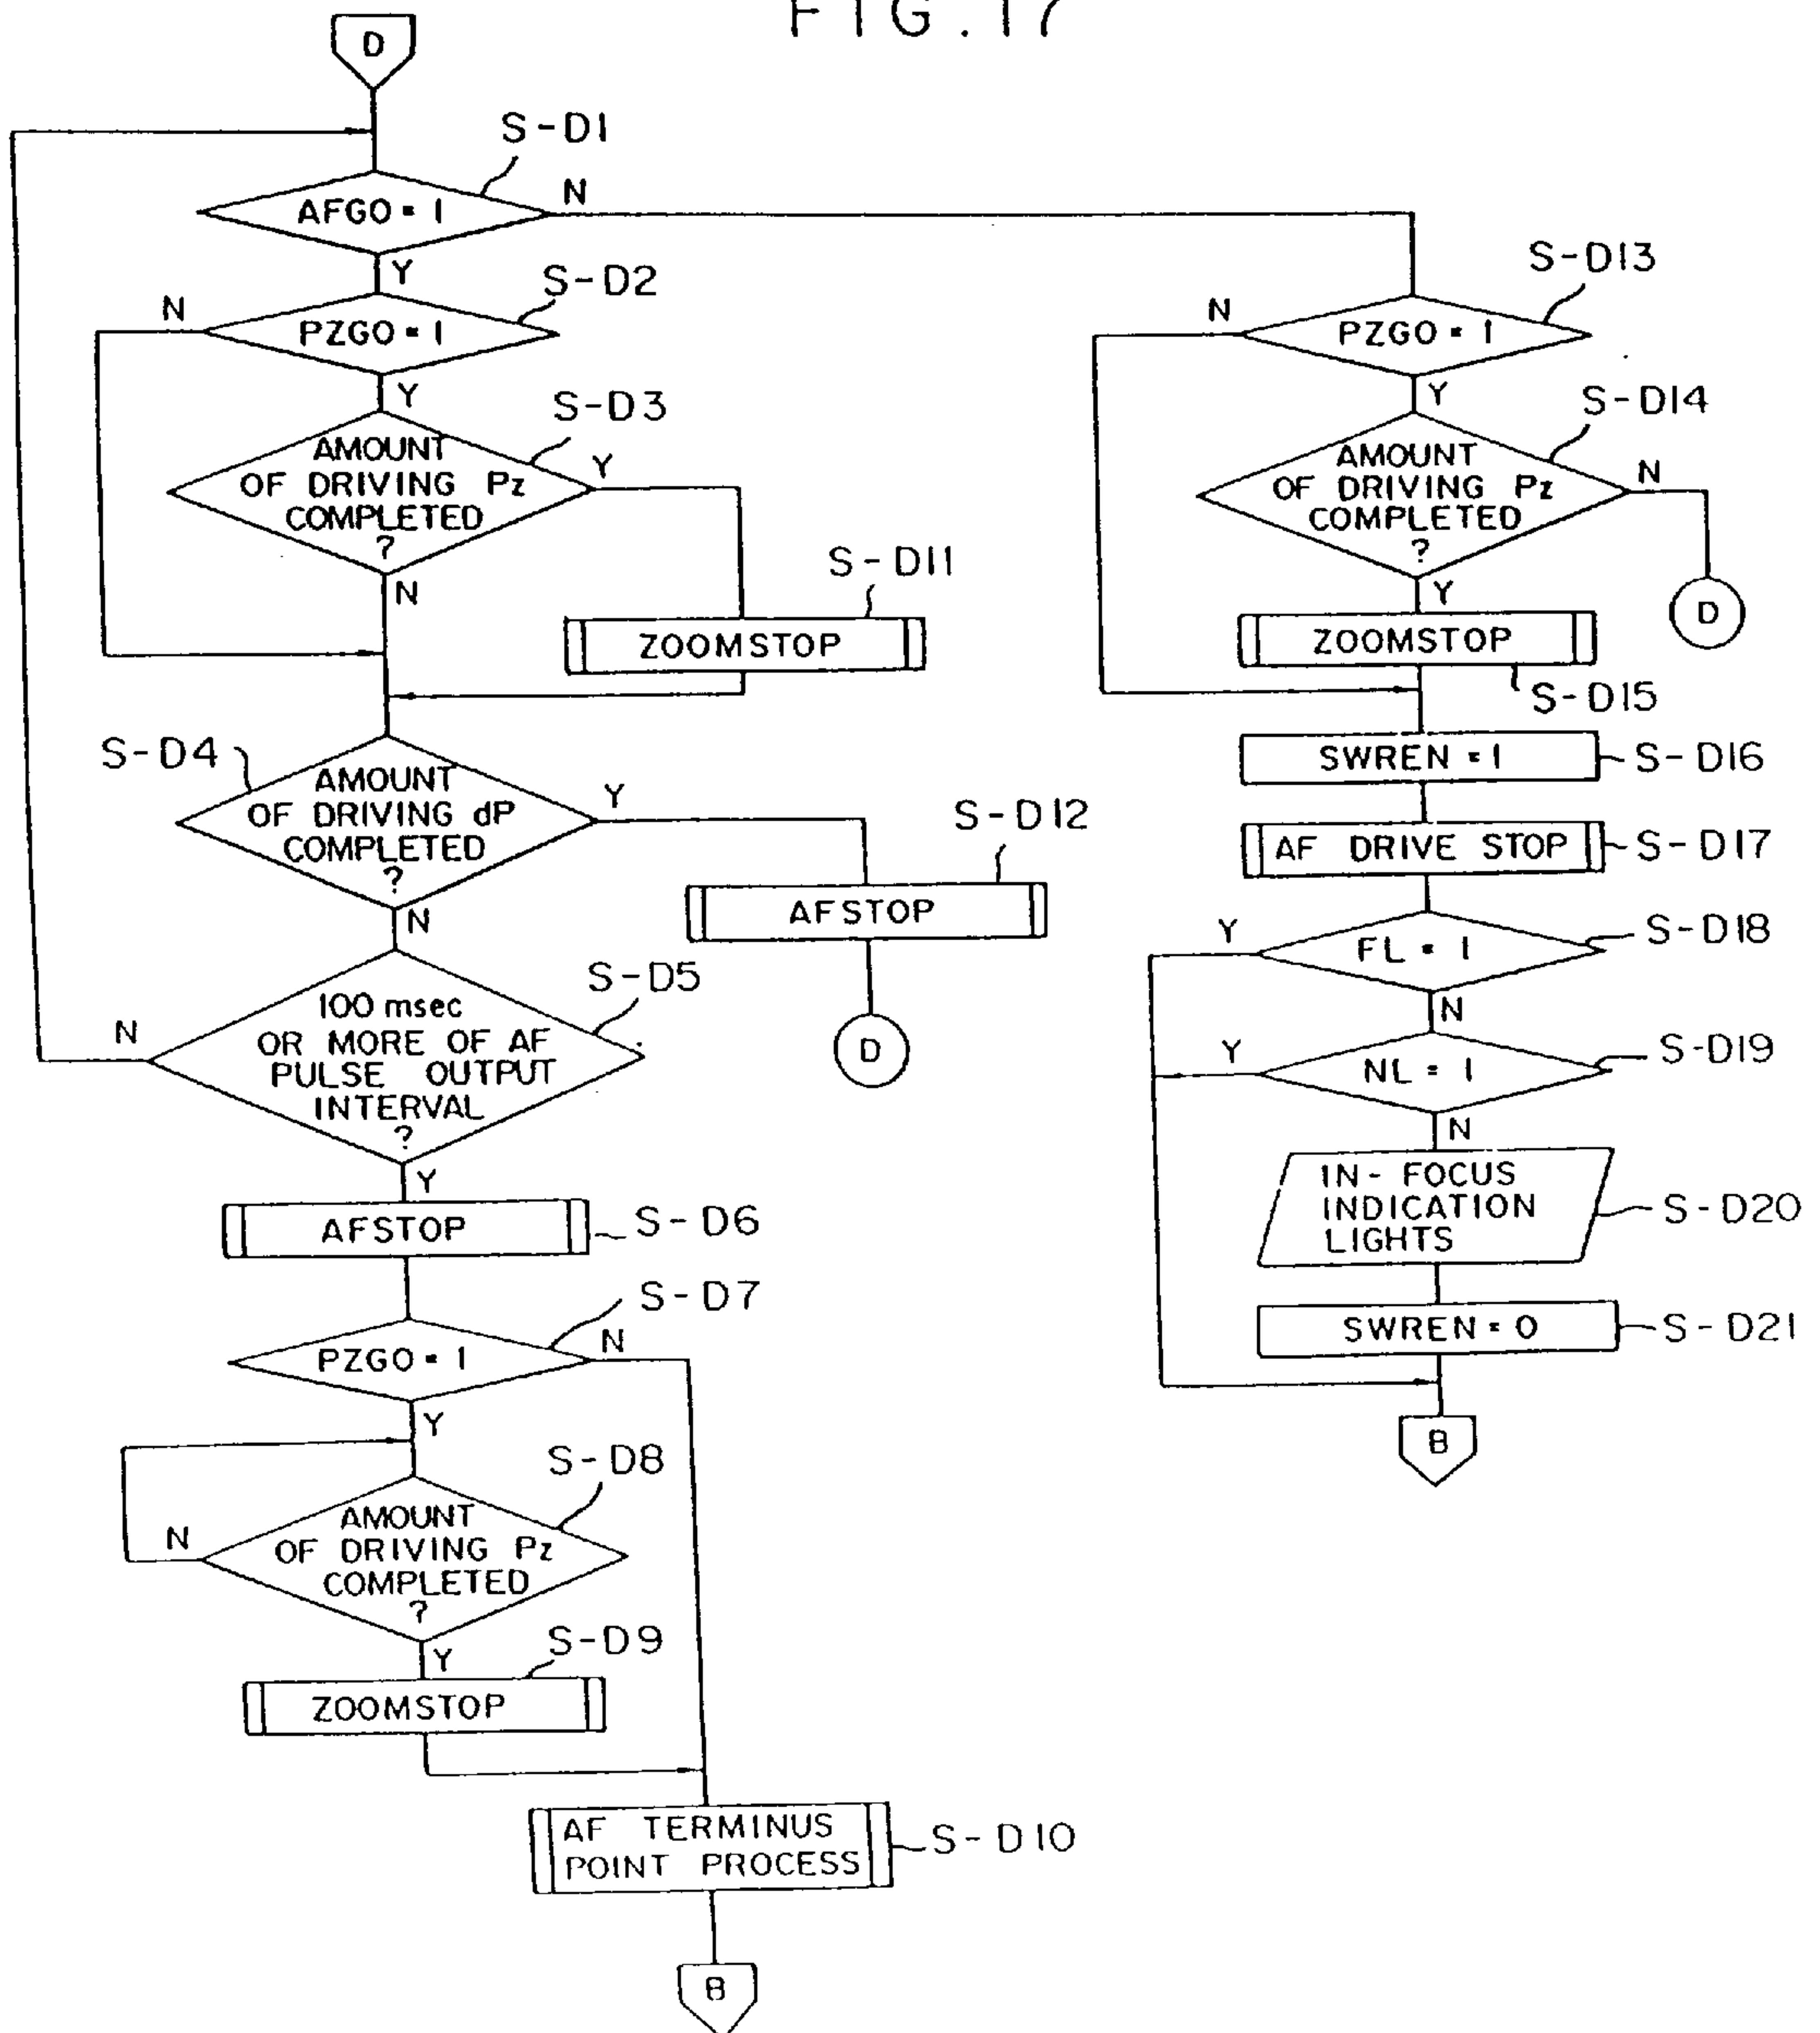 FIG. 17
D
S-D1
AFGO = 1
N
Y
S-D2
N
PZGO = 1
Y
S-D3
AMOUNT
OF DRIVING Pz
COMPLETED
?
Y
N
S-D11
ZOOMSTOP
S-D4
AMOUNT
OF DRIVING dP
COMPLETED
?
Y
N
S-D12
AFSTOP
D
S-D5
100 msec
OR MORE OF AF
PULSE OUTPUT
INTERVAL
?
N
Y
AFSTOP
S-D6
S-D7
PZGO = 1
N
Y
S-D8
AMOUNT
OF DRIVING Pz
COMPLETED
?
N
Y
S-D9
ZOOMSTOP
AF TERMINUS
POINT PROCESS
S-D10
B
S-D13
N
PZGO = 1
Y
S-D14
AMOUNT
OF DRIVING Pz
COMPLETED
?
N
D
Y
ZOOMSTOP
S-D15
SWREN = 1
S-D16
AF DRIVE STOP
S-D17
Y
FL = 1
S-D18
N
Y
NL = 1
S-D19
N
IN-FOCUS
INDICATION
LIGHTS
S-D20
SWREN = 0
S-D21
B